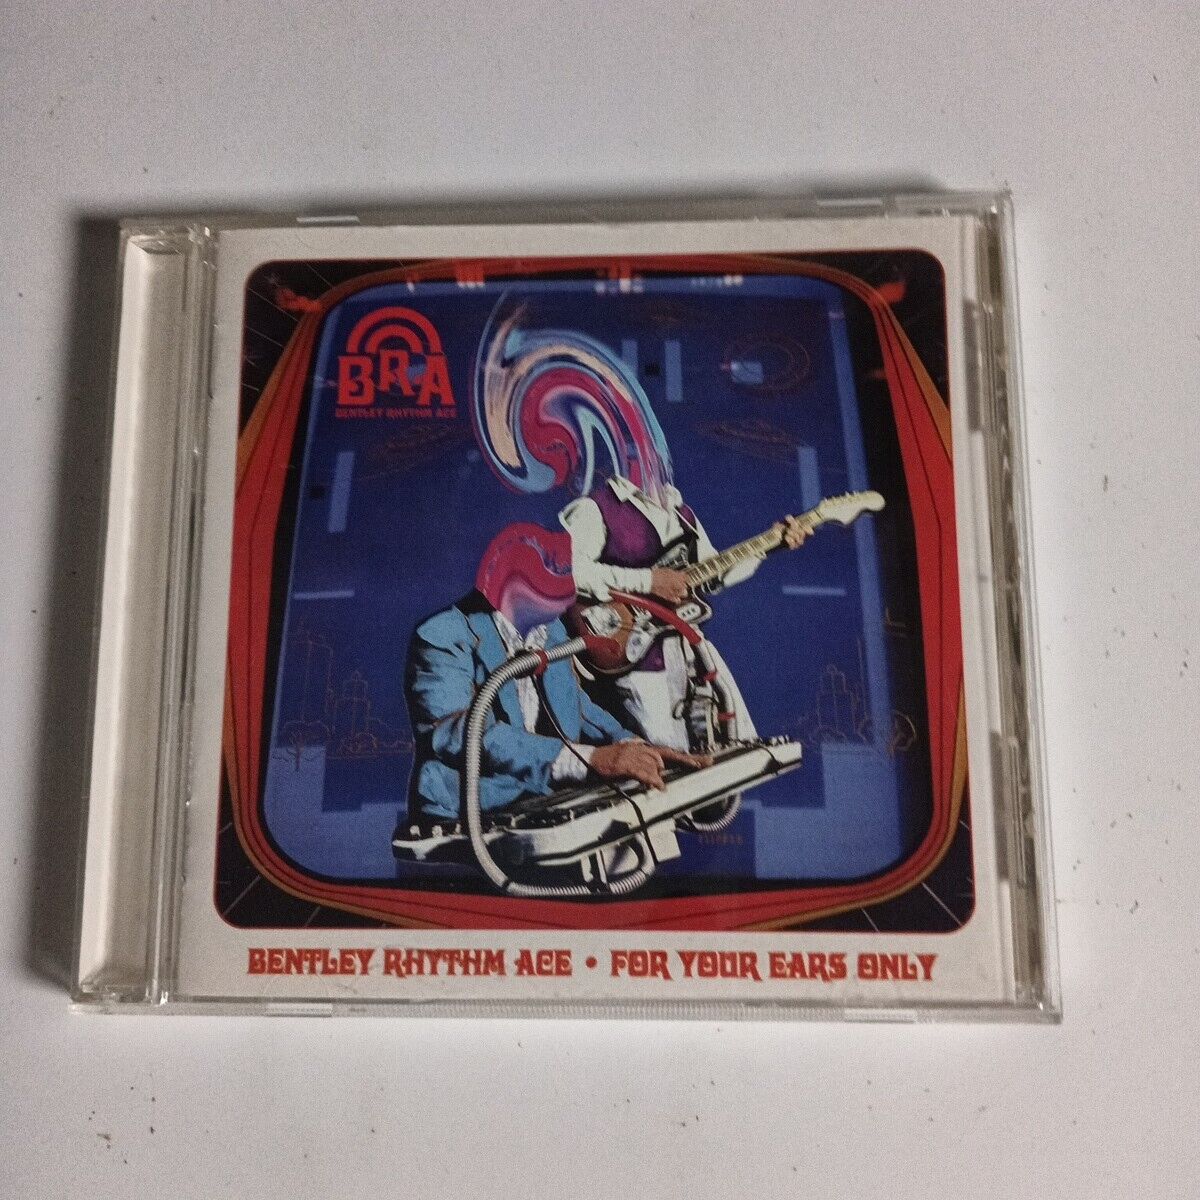 BRA
BENTLEY RHYTHM ACE
BENTLEY RHYTHM ACE • FOR YOUR EARS ONLY